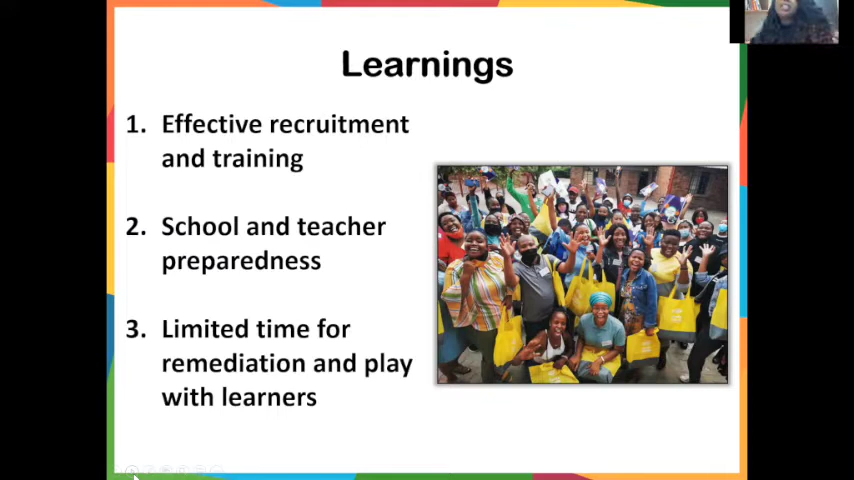 Learnings
1. Effective recruitment
and training
2. School and teacher
preparedness
3. Limited time for
remediation and play
with learners